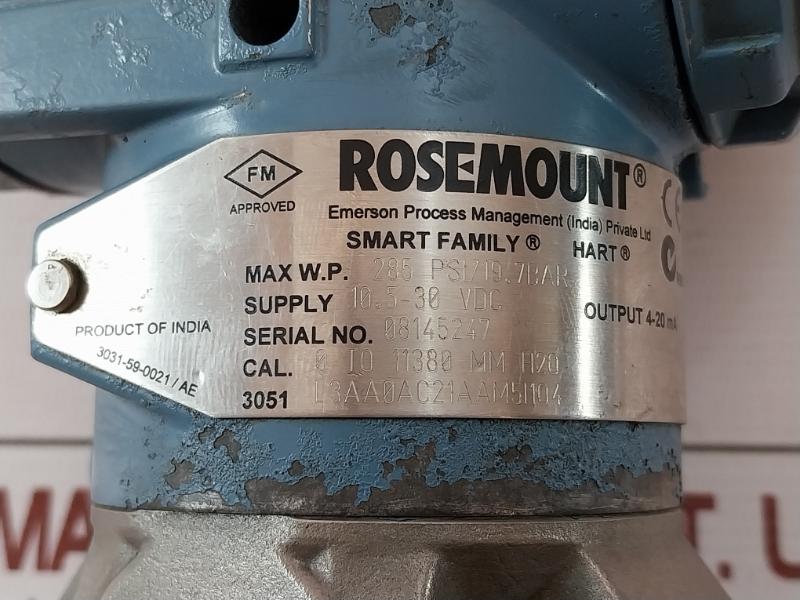 FM
APPROVED
ROSEMOUNT®
Emerson Process Management (India) Private Ltd
SMART FAMILY® HART®
MAX W.P. 285 PSI/19.7BAR
SUPPLY 10.5-30 VDC
OUTPUT 4-20 mA
SERIAL NO. 08145247
CAL. 0 TO 11380 MM H2O
3051 L3AA0AC21AAM5I1Q4
PRODUCT OF INDIA
3031-59-0021 / AE